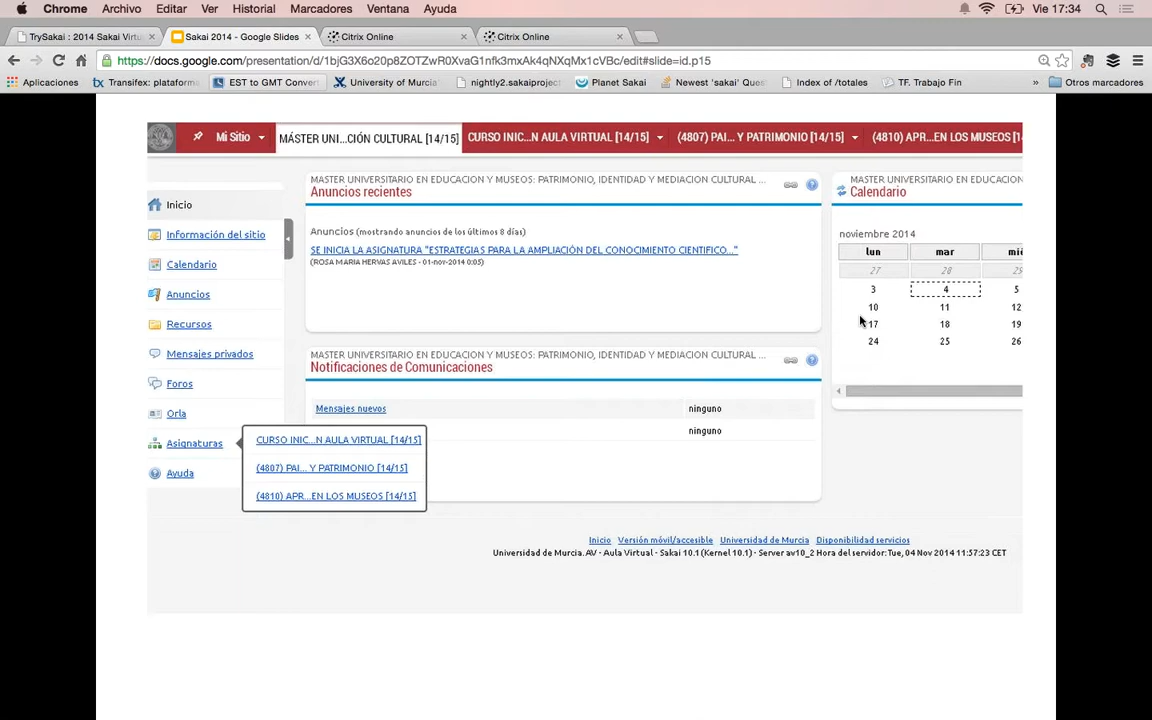 Chrome Archivo Editar Ver Historial Marcadores Ventana Ayuda Vie 17:34
TrySakai : 2014 Sakai Virtu
Sakai 2014 - Google Slides
Citrix Online
Citrix Online
https://docs.google.com/presentation/d/1bjG3X6o2p8ZOTZwR0XvaG1nfk3mxAk4qNXqMx1cVBc/edit#slide=id.p15
Aplicaciones Transifex: plataform EST to GMT Convert University of Murcia nightly2.sakaiproject Planet Sakai Newest 'sakai' Ques Index of /totales TF. Trabajo Fin » Otros marcadores
Mi Sitio
MÁSTER UNI...CIÓN CULTURAL [14/15]
CURSO INIC...N AULA VIRTUAL [14/15]
(4807) PAI... Y PATRIMONIO [14/15]
(4810) APR...EN LOS MUSEOS [1
Inicio
Información del sitio
Calendario
Anuncios
Recursos
Mensajes privados
Foros
Orla
Asignaturas
Ayuda
CURSO INIC...N AULA VIRTUAL [14/15]
(4807) PAI... Y PATRIMONIO [14/15]
(4810) APR...EN LOS MUSEOS [14/15]
MASTER UNIVERSITARIO EN EDUCACION Y MUSEOS: PATRIMONIO, IDENTIDAD Y MEDIACION CULTURAL ...
Anuncios recientes
Anuncios (mostrando anuncios de los últimos 8 días)
SE INICIA LA ASIGNATURA "ESTRATEGIAS PARA LA AMPLIACIÓN DEL CONOCIMIENTO CIENTIFICO..."
(ROSA MARIA HERVAS AVILES - 01-nov-2014 0:05)
MASTER UNIVERSITARIO EN EDUCACION Y MUSEOS: PATRIMONIO, IDENTIDAD Y MEDIACION CULTURAL ...
Notificaciones de Comunicaciones
Mensajes nuevos ninguno
ninguno
MASTER UNIVERSITARIO EN EDUCACION
Calendario
noviembre 2014
lun mar mié
27 28 29
3 4 5
10 11 12
17 18 19
24 25 26
Inicio Versión móvil/accesible Universidad de Murcia Disponibilidad servicios
Universidad de Murcia.AV - Aula Virtual - Sakai 10.1 (Kernel 10.1) - Server av10_2 Hora del servidor: Tue, 04 Nov 2014 11:57:23 CET